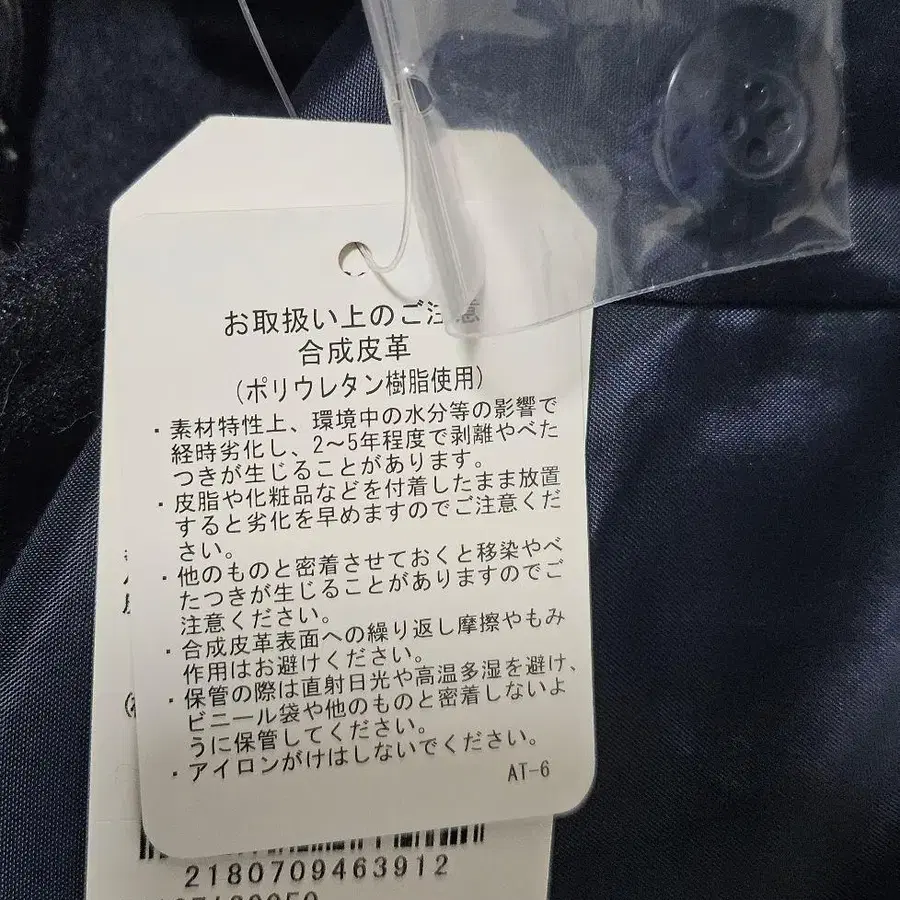 お取扱い上のご注意
合成皮革
(ポリウレタン樹脂使用)
・素材特性上、環境中の水分等の影響で
経時劣化し、2～5年程度で剥離やべた
つきが生じることがあります。
・皮脂や化粧品などを付着したまま放置
すると劣化を早めますのでご注意くだ
さい。
・他のものと密着させておくと移染やべ
たつきが生じることがありますのでご
注意ください。
・合成皮革表面への繰り返し摩擦やもみ
作用はお避けください。
・保管の際は直射日光や高温多湿を避け、
ビニール袋や他のものと密着しないよ
うに保管してください。
・アイロンがけはしないでください。
AT-6
2180709463912